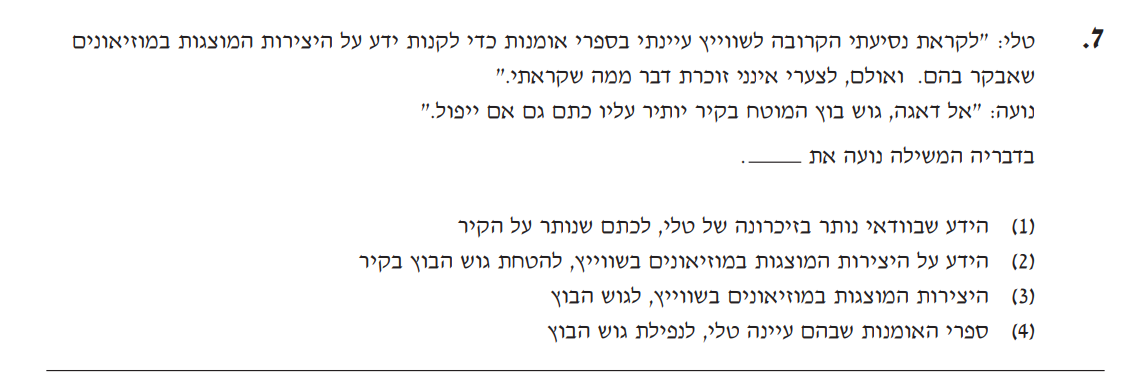 7. טלי: "לקראת נסיעתי הקרובה לשווייץ עיינתי בספרי אומנות כדי לקנות ידע על היצירות המוצגות במוזיאונים
שאבקר בהם. ואולם, לצערי אינני זוכרת דבר ממה שקראתי."
נועה: "אל דאגה, גוש בוץ המוטח בקיר יותיר עליו כתם גם אם ייפול."
בדבריה המשילה נועה את _____.
(1) הידע שבוודאי נותר בזיכרונה של טלי, לכתם שנותר על הקיר
(2) הידע על היצירות המוצגות במוזיאונים בשווייץ, להטחת גוש הבוץ בקיר
(3) היצירות המוצגות במוזיאונים בשווייץ, לגוש הבוץ
(4) ספרי האומנות שבהם עיינה טלי, לנפילת גוש הבוץ